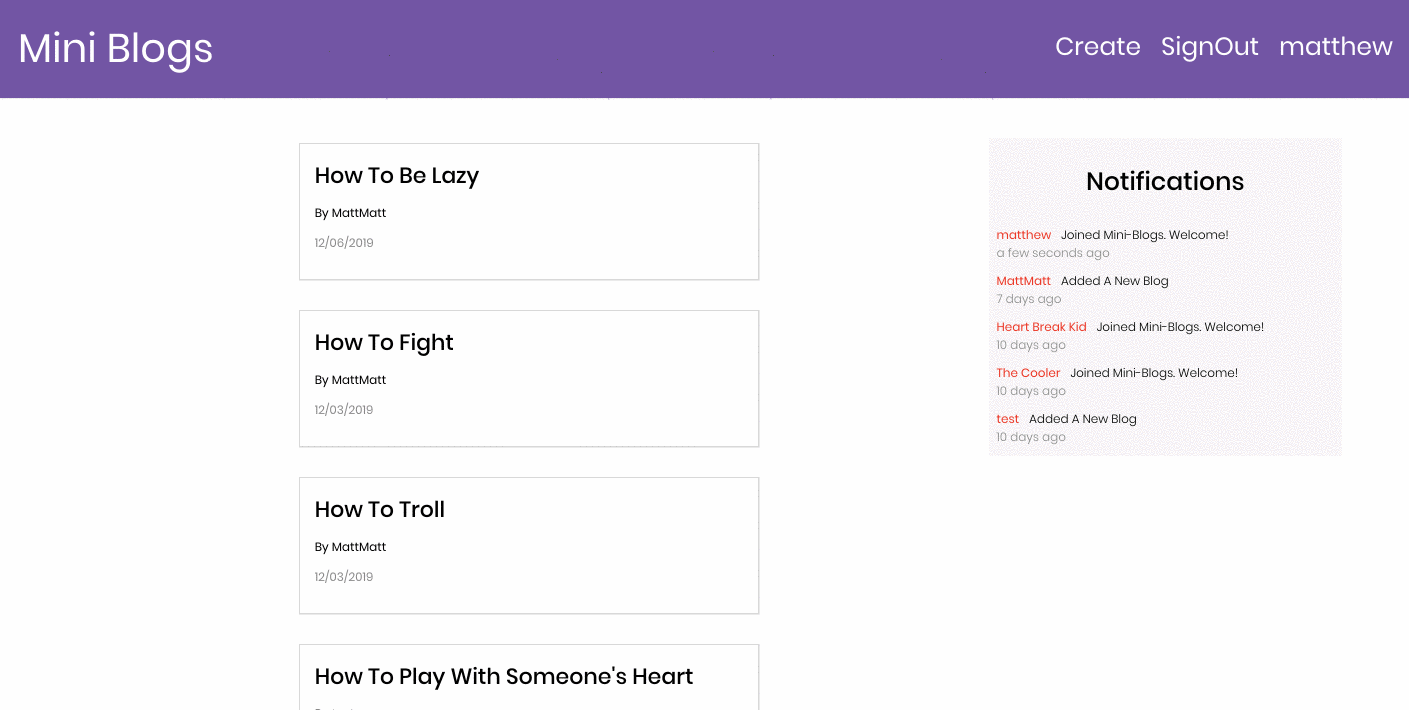 Mini Blogs
Create SignOut matthew
How To Be Lazy
By MattMatt
12/06/2019
How To Fight
By MattMatt
12/03/2019
How To Troll
By MattMatt
12/03/2019
How To Play With Someone's Heart
Notifications
matthew Joined Mini-Blogs. Welcome!
a few seconds ago
MattMatt Added A New Blog
7 days ago
Heart Break Kid Joined Mini-Blogs. Welcome!
10 days ago
The Cooler Joined Mini-Blogs. Welcome!
10 days ago
test Added A New Blog
10 days ago